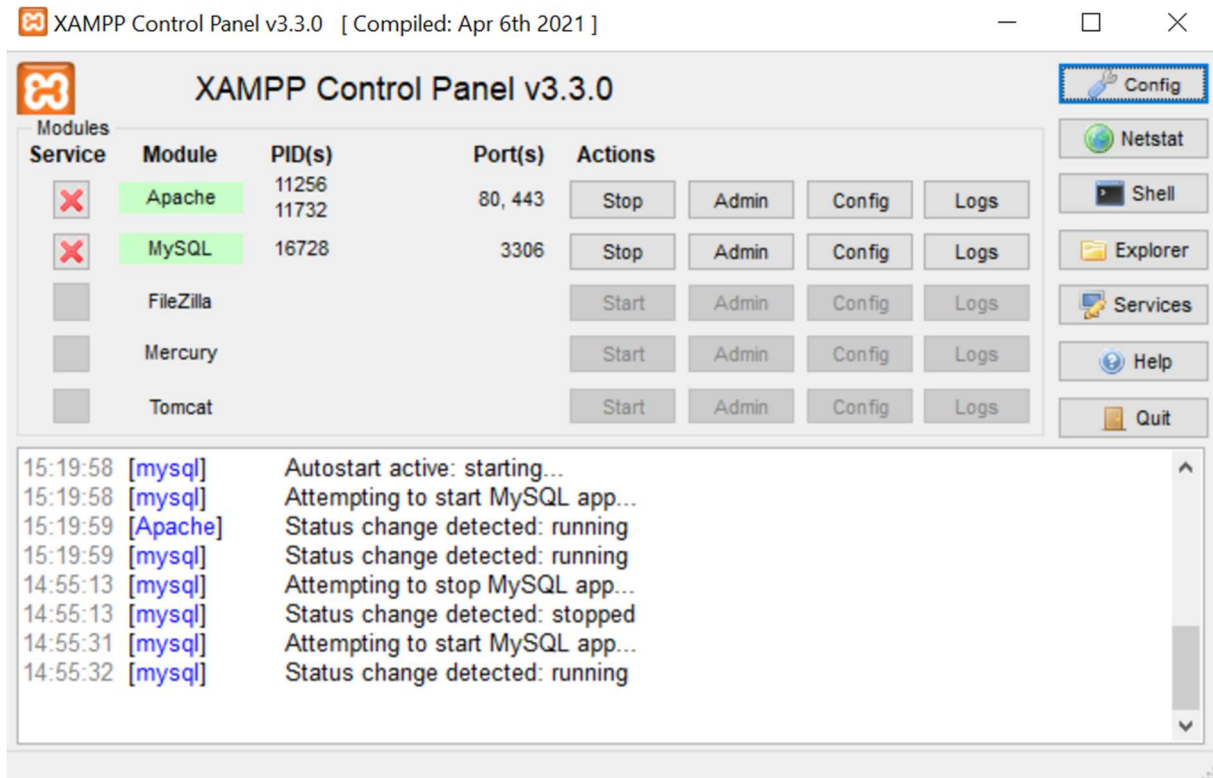 XAMPP Control Panel v3.3.0 [ Compiled: Apr 6th 2021 ]
XAMPP Control Panel v3.3.0
Config
Modules
Service Module PID(s) Port(s) Actions
Netstat
Apache 11256 11732 80, 443 Stop Admin Config Logs
Shell
MySQL 16728 3306 Stop Admin Config Logs
Explorer
FileZilla Start Admin Config Logs
Services
Mercury Start Admin Config Logs
Help
Tomcat Start Admin Config Logs
Quit
15:19:58 [mysql] Autostart active: starting...
15:19:58 [mysql] Attempting to start MySQL app...
15:19:59 [Apache] Status change detected: running
15:19:59 [mysql] Status change detected: running
14:55:13 [mysql] Attempting to stop MySQL app...
14:55:13 [mysql] Status change detected: stopped
14:55:31 [mysql] Attempting to start MySQL app...
14:55:32 [mysql] Status change detected: running